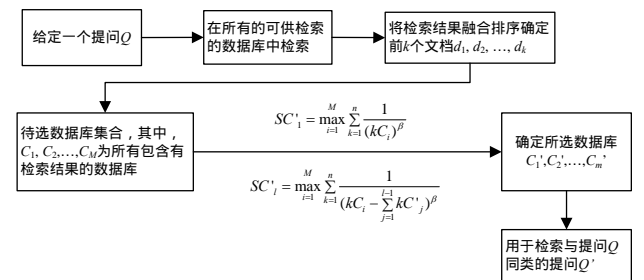 给定一个提问Q
在所有的可供检索
的数据库中检索
将检索结果融合排序确定
前k个文档d1, d2, …, dk
待选数据库集合，其中，
C1, C2,…,CM为所有包含有
检索结果的数据库
SC'1 = max_{i=1}^{M} ∑_{k=1}^{n} 1/(kCi)^β
SC'l = max_{i=1}^{M} ∑_{k=1}^{n} 1/(kCi − ∑_{j=1}^{l-1} kC'j)^β
确定所选数据库
C1',C2',…,Cm'
用于检索与提问Q
同类的提问Q'